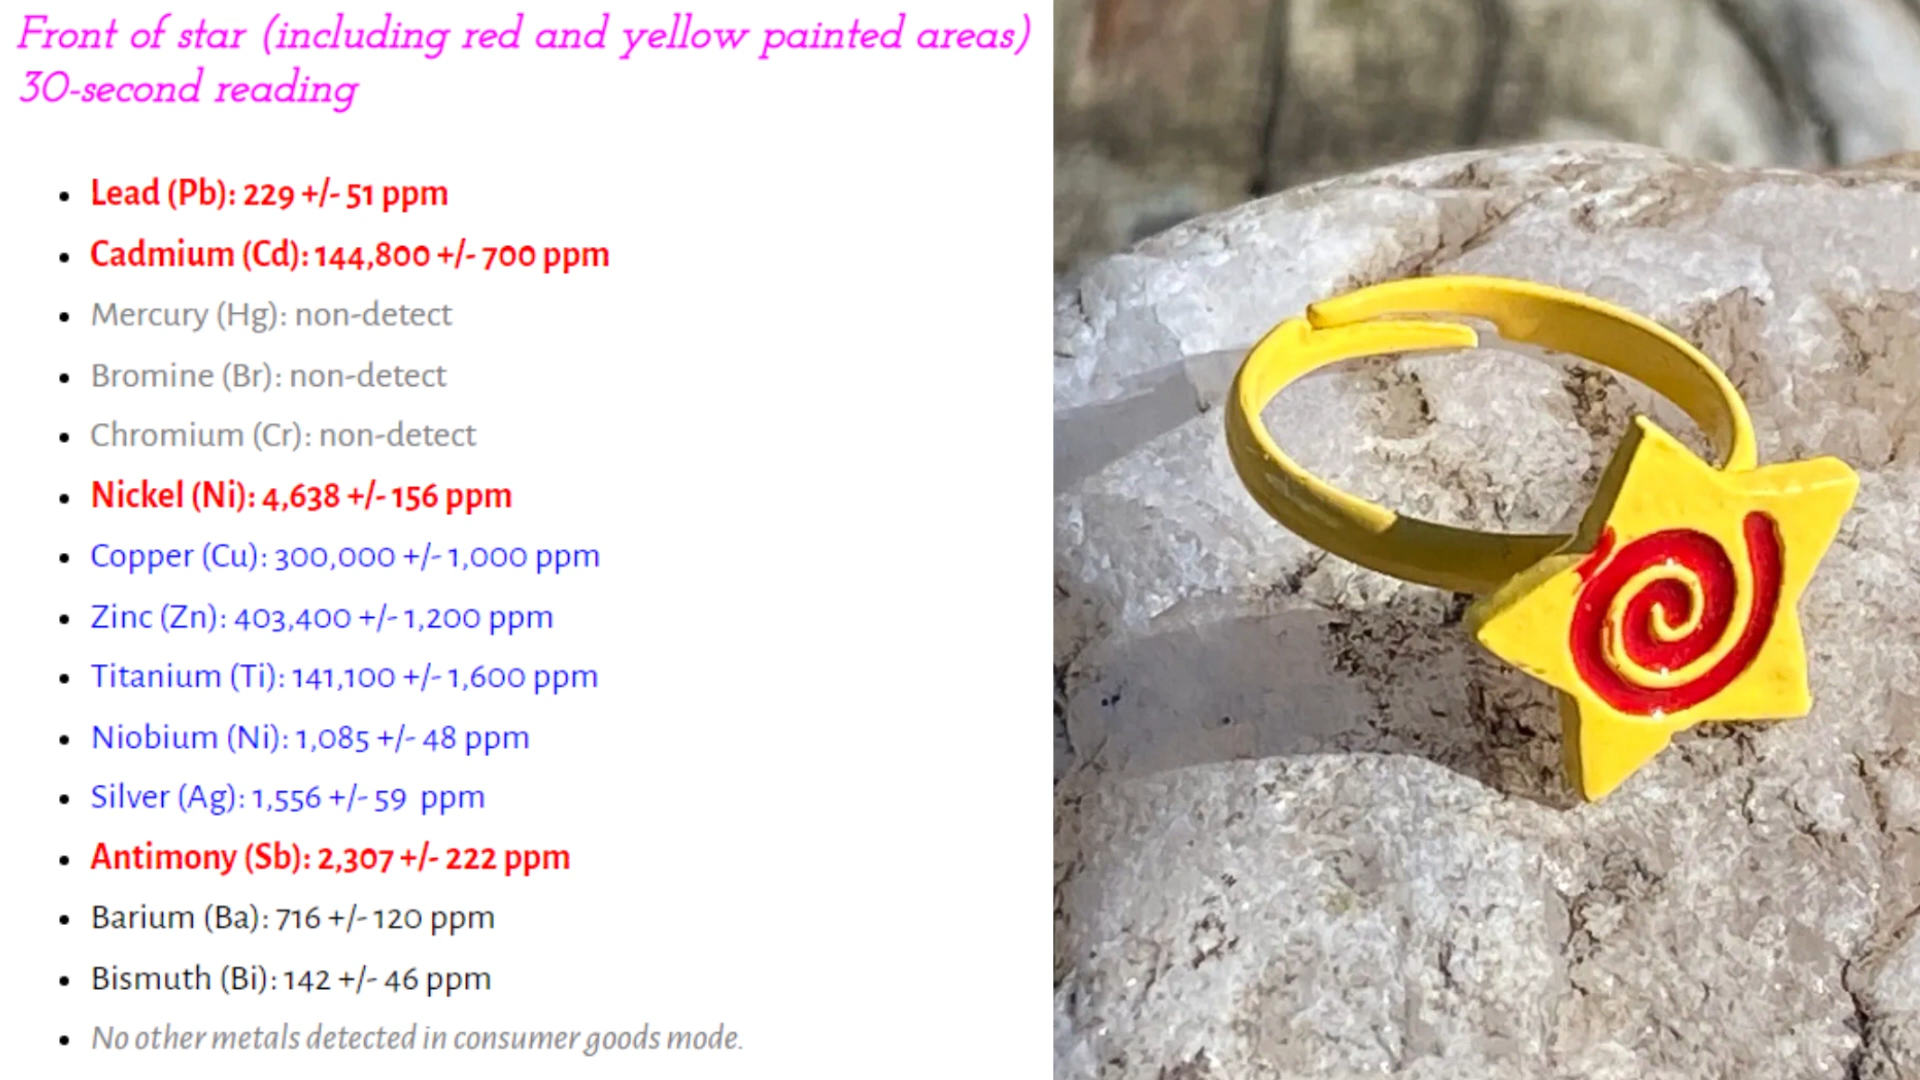 Front of star (including red and yellow painted areas)
30-second reading
Lead (Pb): 229 +/- 51 ppm
Cadmium (Cd): 144,800 +/- 700 ppm
Mercury (Hg): non-detect
Bromine (Br): non-detect
Chromium (Cr): non-detect
Nickel (Ni): 4,638 +/- 156 ppm
Copper (Cu): 300,000 +/- 1,000 ppm
Zinc (Zn): 403,400 +/- 1,200 ppm
Titanium (Ti): 141,100 +/- 1,600 ppm
Niobium (Ni): 1,085 +/- 48 ppm
Silver (Ag): 1,556 +/- 59 ppm
Antimony (Sb): 2,307 +/- 222 ppm
Barium (Ba): 716 +/- 120 ppm
Bismuth (Bi): 142 +/- 46 ppm
No other metals detected in consumer goods mode.